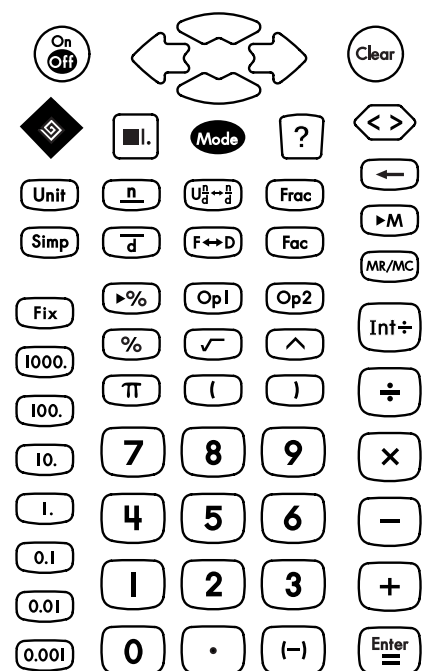 On
Off
Clear
■I. Mode ? < >
←
Unit n U n/d ↔ n/d Frac
▸M
Simp d F↔D Fac
MR/MC
▸% Op1 Op2
Fix Int÷
% √ ^
1000.
π ( ) ÷
100.
10. 7 8 9 ×
1. 4 5 6 –
0.1
1 2 3 +
0.01
0.001 0 . (–) Enter
=